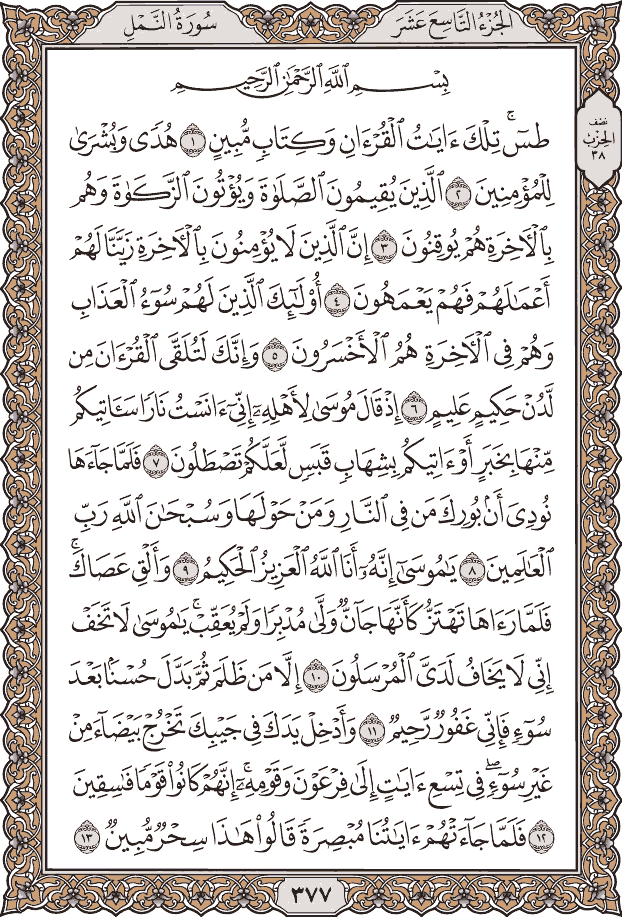 الجُزْءُ التَّاسِعَ عَشَرَ
سُورَةُ النَّمْلِ
نصف
الحِزْب
٣٨
بِسْمِ ٱللَّهِ ٱلرَّحْمَٰنِ ٱلرَّحِيمِ
طسٓۚ تِلْكَ ءَايَٰتُ ٱلْقُرْءَانِ وَكِتَابٖ مُّبِينٍ ١ هُدٗى وَبُشْرَىٰ
لِلْمُؤْمِنِينَ ٢ ٱلَّذِينَ يُقِيمُونَ ٱلصَّلَوٰةَ وَيُؤْتُونَ ٱلزَّكَوٰةَ وَهُم
بِٱلْأٓخِرَةِ هُمْ يُوقِنُونَ ٣ إِنَّ ٱلَّذِينَ لَا يُؤْمِنُونَ بِٱلْأٓخِرَةِ زَيَّنَّا لَهُمْ
أَعْمَٰلَهُمْ فَهُمْ يَعْمَهُونَ ٤ أُوْلَٰٓئِكَ ٱلَّذِينَ لَهُمْ سُوٓءُ ٱلْعَذَابِ
وَهُمْ فِي ٱلْأٓخِرَةِ هُمُ ٱلْأَخْسَرُونَ ٥ وَإِنَّكَ لَتُلَقَّى ٱلْقُرْءَانَ مِن
لَّدُنْ حَكِيمٍ عَلِيمٍ ٦ إِذْ قَالَ مُوسَىٰ لِأَهْلِهِۦٓ إِنِّيٓ ءَانَسْتُ نَارٗا سَـَٔاتِيكُم
مِّنْهَا بِخَبَرٍ أَوْ ءَاتِيكُم بِشِهَابٖ قَبَسٖ لَّعَلَّكُمْ تَصْطَلُونَ ٧ فَلَمَّا جَآءَهَا
نُودِيَ أَنۢ بُورِكَ مَن فِي ٱلنَّارِ وَمَنْ حَوْلَهَا وَسُبْحَٰنَ ٱللَّهِ رَبِّ
ٱلْعَٰلَمِينَ ٨ يَٰمُوسَىٰٓ إِنَّهُۥٓ أَنَا ٱللَّهُ ٱلْعَزِيزُ ٱلْحَكِيمُ ٩ وَأَلْقِ عَصَاكَۚ
فَلَمَّا رَءَاهَا تَهْتَزُّ كَأَنَّهَا جَآنّٞ وَلَّىٰ مُدْبِرٗا وَلَمْ يُعَقِّبْۚ يَٰمُوسَىٰ لَا تَخَفْ
إِنِّي لَا يَخَافُ لَدَيَّ ٱلْمُرْسَلُونَ ١٠ إِلَّا مَن ظَلَمَ ثُمَّ بَدَّلَ حُسْنَۢا بَعْدَ
سُوٓءٖ فَإِنِّي غَفُورٞ رَّحِيمٞ ١١ وَأَدْخِلْ يَدَكَ فِي جَيْبِكَ تَخْرُجْ بَيْضَآءَ مِنْ
غَيْرِ سُوٓءٖۖ فِي تِسْعِ ءَايَٰتٍ إِلَىٰ فِرْعَوْنَ وَقَوْمِهِۦٓۚ إِنَّهُمْ كَانُواْ قَوْمٗا فَٰسِقِينَ
١٢ فَلَمَّا جَآءَتْهُمْ ءَايَٰتُنَا مُبْصِرَةٗ قَالُواْ هَٰذَا سِحْرٞ مُّبِينٞ ١٣
٣٧٧